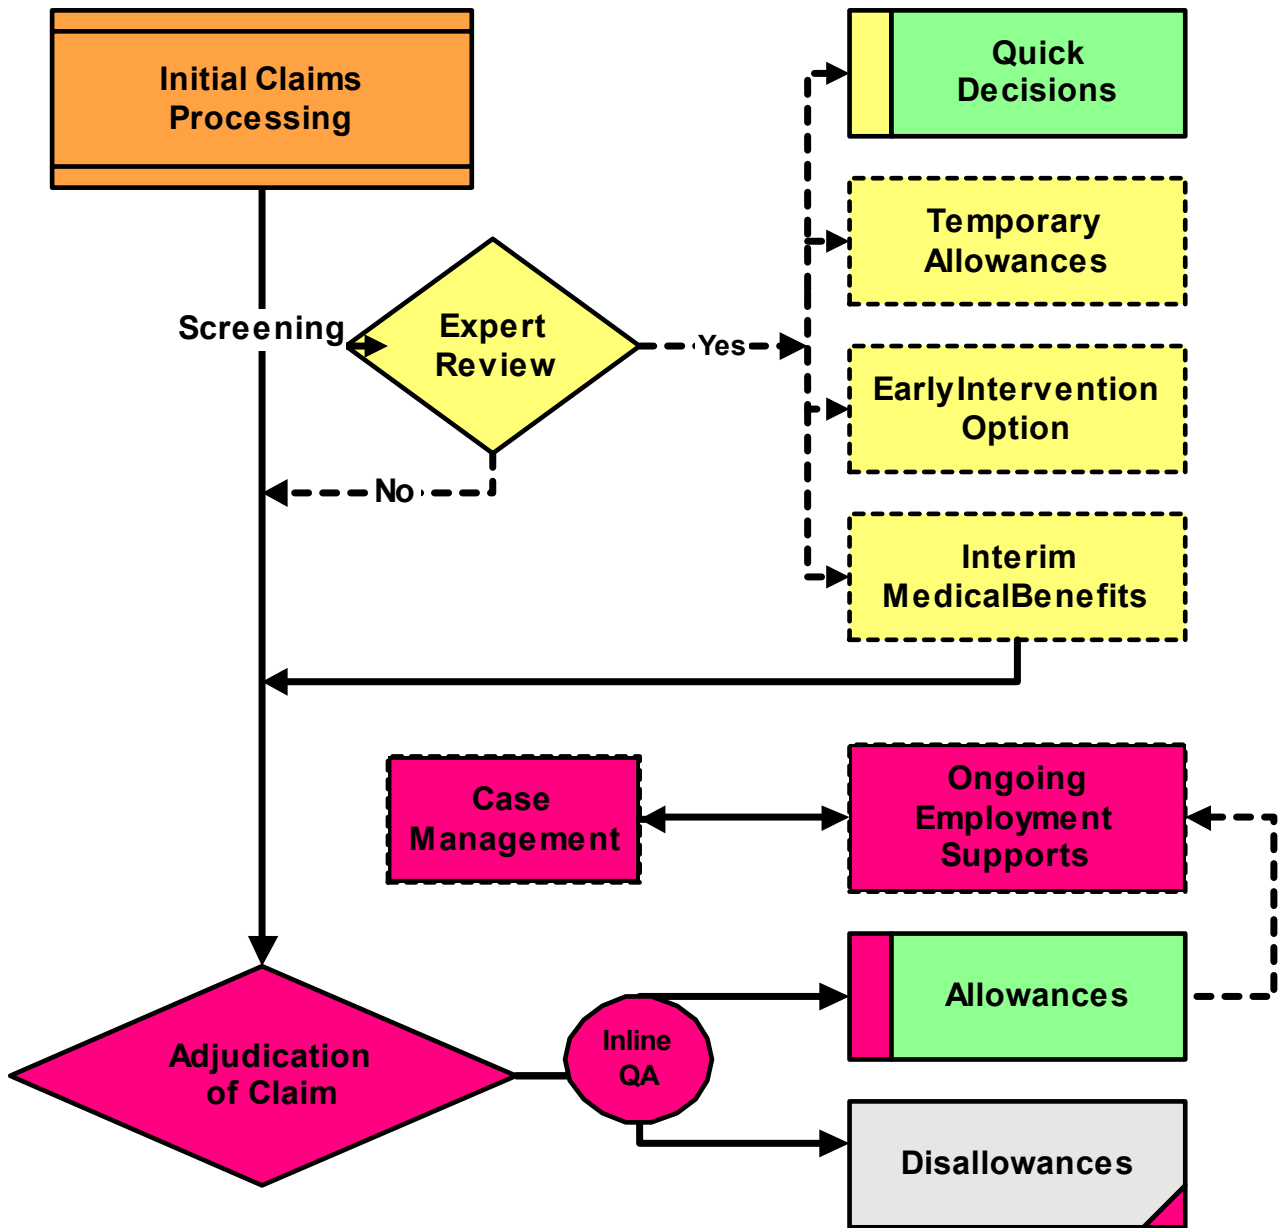 Initial Claims
Processing
Quick
Decisions
Temporary
Allowances
Screening
Expert
Review
Yes
EarlyIntervention
Option
No
Interim
MedicalBenefits
Case
Management
Ongoing
Employment
Supports
Allowances
Adjudication
of Claim
Inline
QA
Disallowances